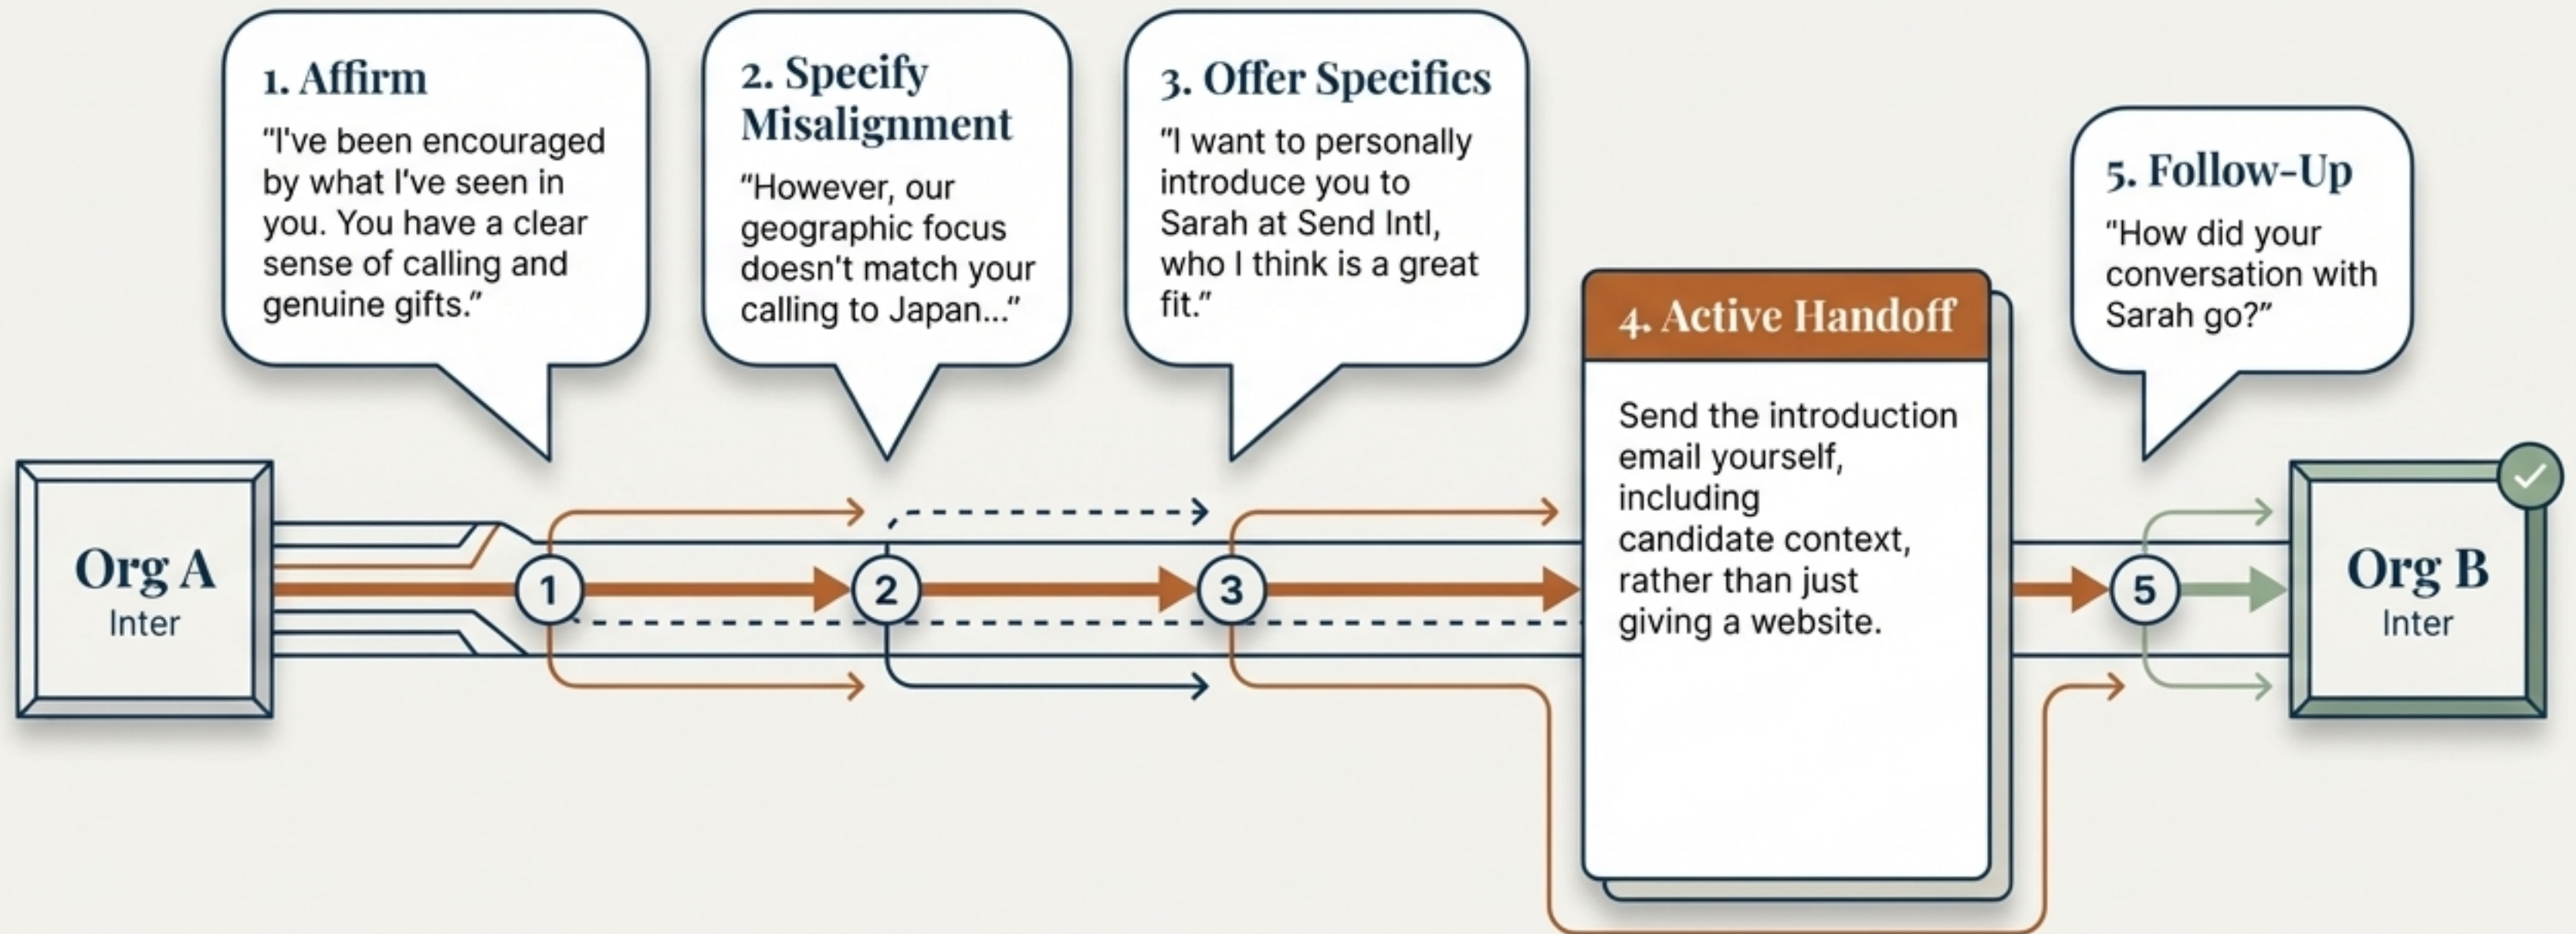 1. Affirm
"I've been encouraged
by what I've seen in
you. You have a clear
sense of calling and
genuine gifts."
2. Specify
Misalignment
"However, our
geographic focus
doesn't match your
calling to Japan..."
3. Offer Specifics
"I want to personally
introduce you to
Sarah at Send Intl,
who I think is a great
fit."
4. Active Handoff
Send the introduction
email yourself,
including
candidate context,
rather than just
giving a website.
5. Follow-Up
"How did your
conversation with
Sarah go?"
Org A
Inter
1
2
3
5
Org B
Inter